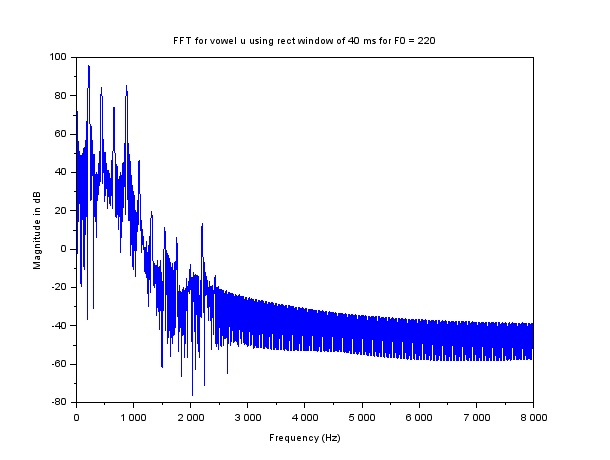 FFT for vowel u using rect window of 40 ms for F0 = 220
100
80
60
40
20
0
-20
-40
-60
-80
Magnitude in dB
0 1 000 2 000 3 000 4 000 5 000 6 000 7 000 8 000
Frequency (Hz)